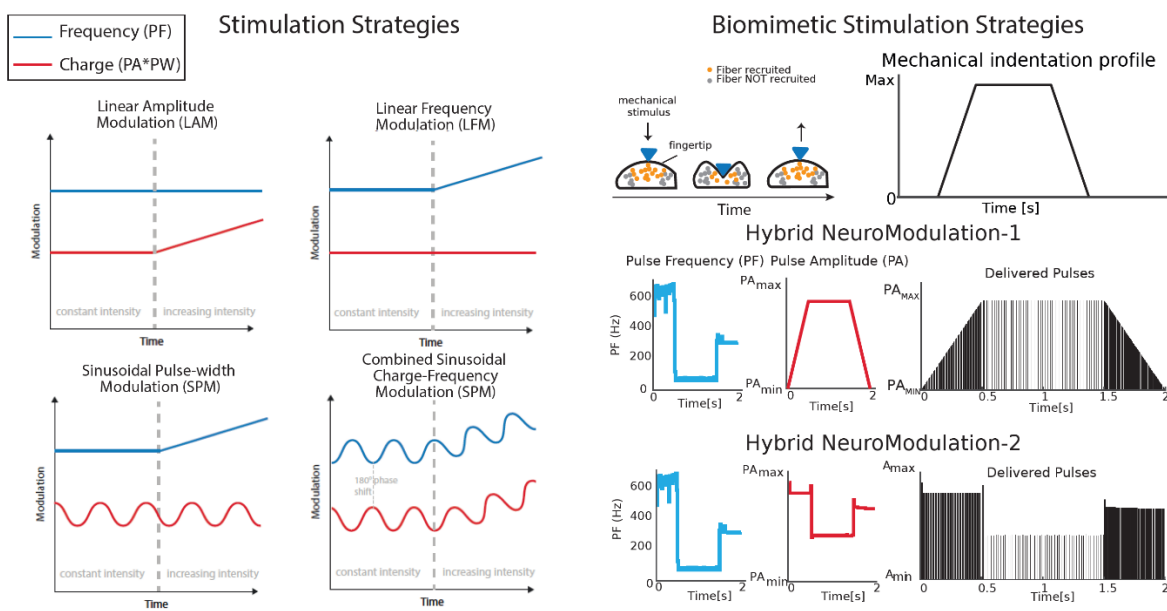 Stimulation Strategies
Frequency (PF)
Charge (PA*PW)
Linear Amplitude
Modulation (LAM)
Modulation
constant intensity
increasing intensity
Time
Linear Frequency
Modulation (LFM)
Modulation
constant intensity
increasing intensity
Time
Sinusoidal Pulse-width
Modulation (SPM)
Modulation
constant intensity
increasing intensity
Time
Combined Sinusoidal
Charge-Frequency
Modulation (SPM)
Modulation
180° phase
shift
constant intensity
increasing intensity
Time
Biomimetic Stimulation Strategies
Fiber recruited
Fiber NOT recruited
mechanical
stimulus
fingertip
Time
Mechanical indentation profile
Max
0
Time [s]
Hybrid NeuroModulation-1
Pulse Frequency (PF)
PF (Hz)
600
400
200
0
0
2
Time[s]
Pulse Amplitude (PA)
PAmax
PAmin
0
2
Time[s]
Delivered Pulses
PAMAX
PAMIN
0
0.5
1
1.5
2
Time[s]
Hybrid NeuroModulation-2
PF (Hz)
600
400
200
0
0
2
Time[s]
PAmax
PAmin
0
2
Time[s]
Delivered Pulses
Amax
Amin
0
0.5
1
1.5
2
Time[s]